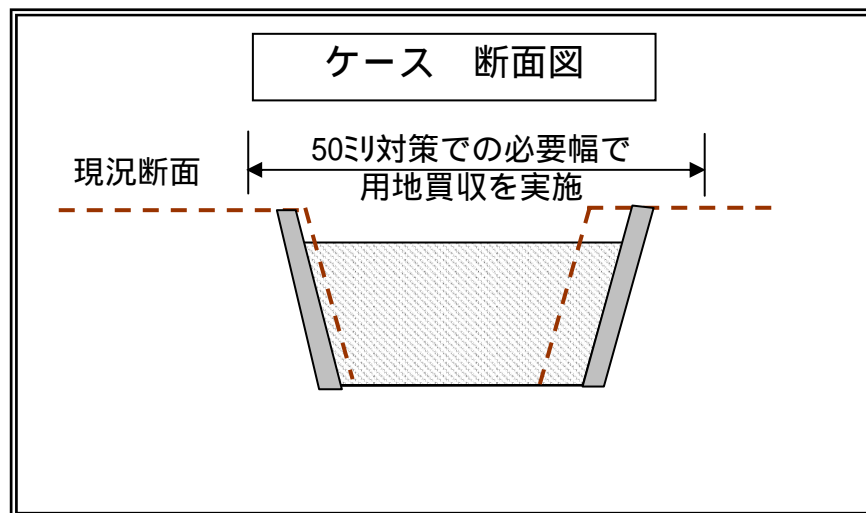 ケース　断面図
50ﾐﾘ対策での必要幅で
用地買収を実施
現況断面